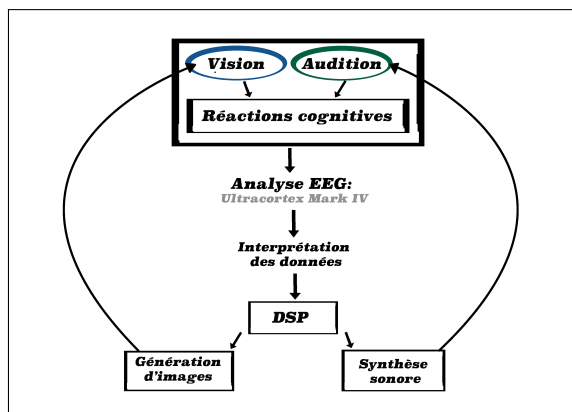 Vision
Audition
Réactions cognitives
Analyse EEG:
Ultracortex Mark IV
Interprétation
des données
DSP
Génération
d'images
Synthèse
sonore